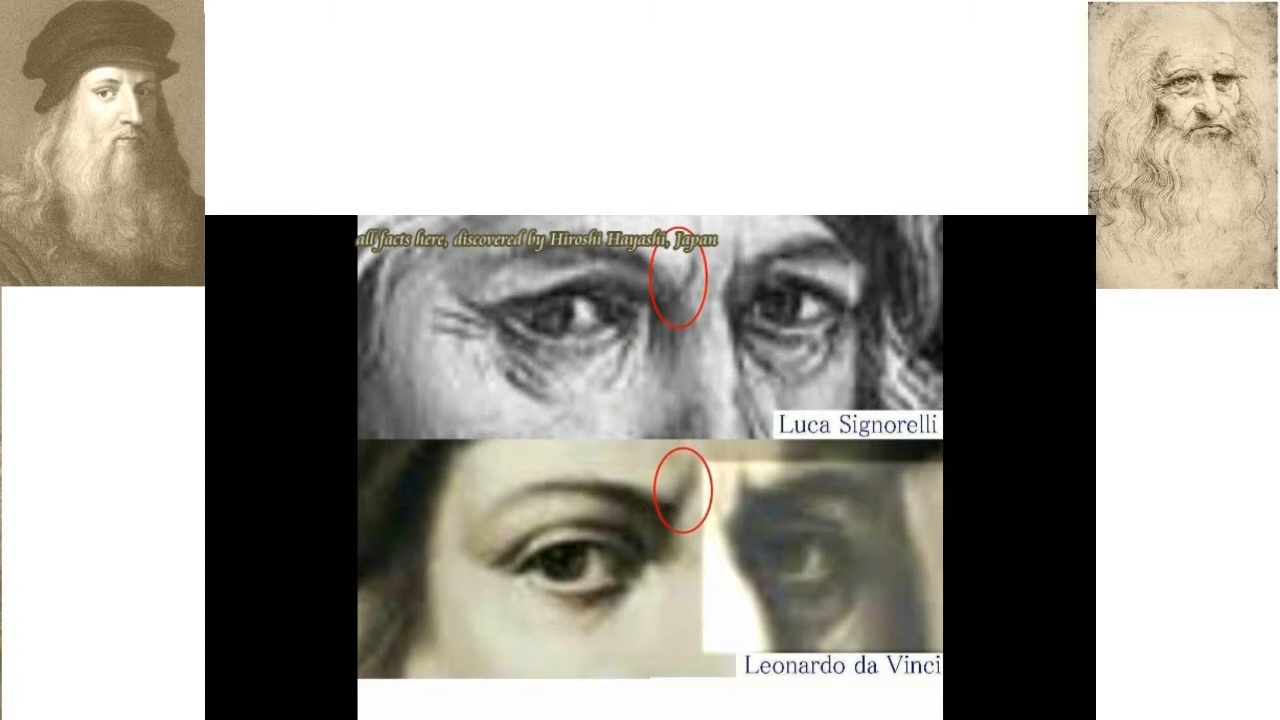 all facts here, discovered by Hiroshi Hayashi, Japan
Luca Signorelli
Leonardo da Vinci